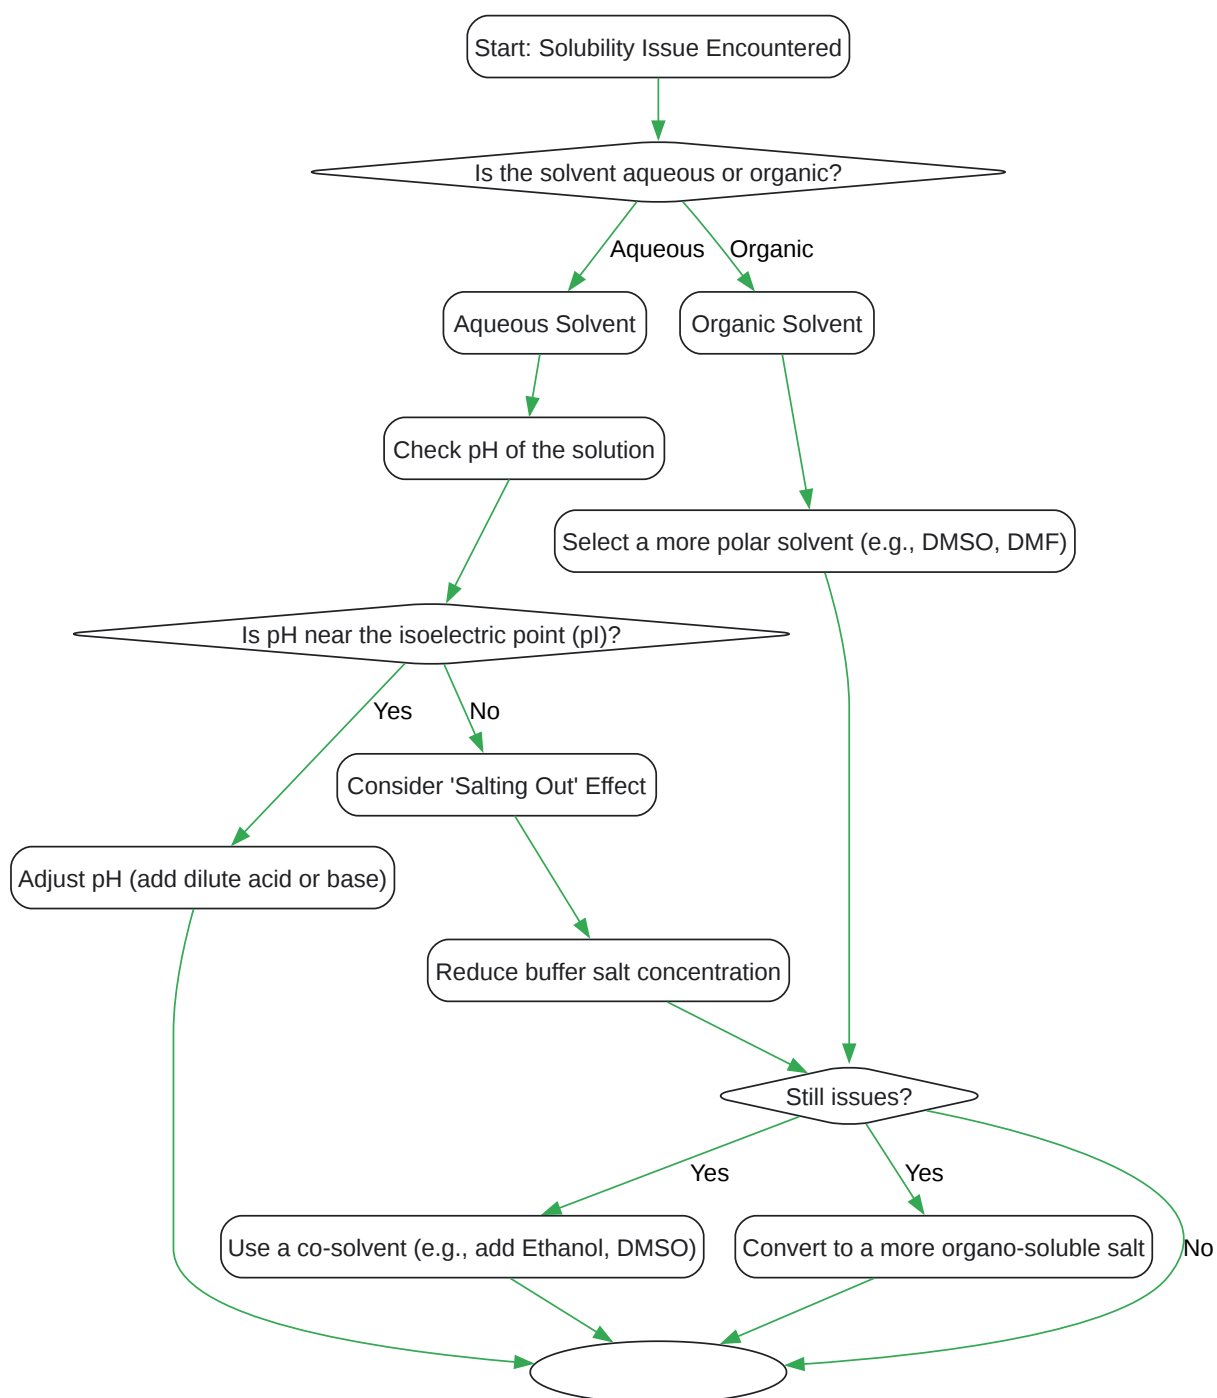 Start: Solubility Issue Encountered
Is the solvent aqueous or organic?
Aqueous
Organic
Aqueous Solvent
Organic Solvent
Check pH of the solution
Select a more polar solvent (e.g., DMSO, DMF)
Is pH near the isoelectric point (pI)?
Yes
No
Consider 'Salting Out' Effect
Adjust pH (add dilute acid or base)
Reduce buffer salt concentration
Still issues?
Yes
Yes
Use a co-solvent (e.g., add Ethanol, DMSO)
Convert to a more organo-soluble salt
No